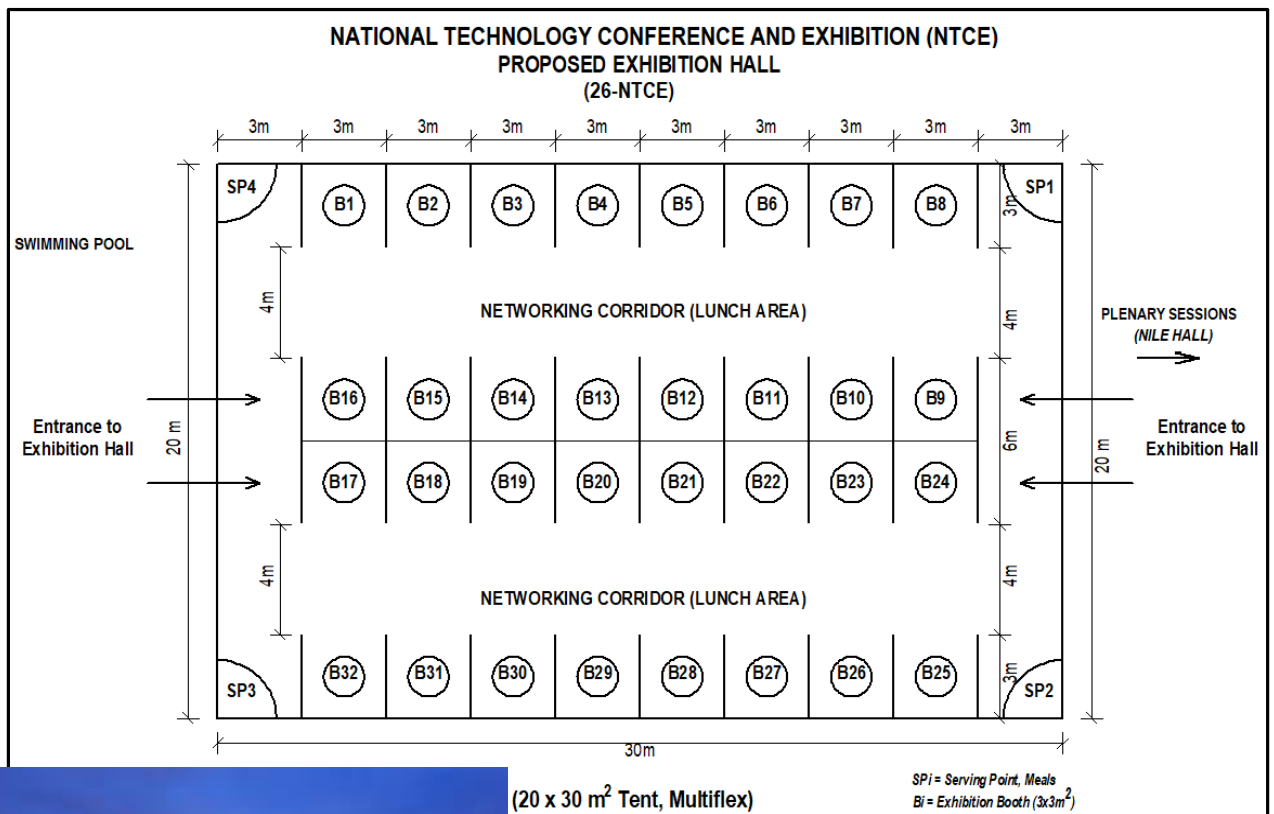 NATIONAL TECHNOLOGY CONFERENCE AND EXHIBITION (NTCE)
PROPOSED EXHIBITION HALL
(26-NTCE)
3m 3m 3m 3m 3m 3m 3m 3m 3m 3m
SP4 B1 B2 B3 B4 B5 B6 B7 B8 3m SP1
SWIMMING POOL
4m NETWORKING CORRIDOR (LUNCH AREA) 4m
PLENARY SESSIONS
(NILE HALL)
B16 B15 B14 B13 B12 B11 B10 B9
Entrance to
Exhibition Hall
20 m
6m
20 m
Entrance to
Exhibition Hall
B17 B18 B19 B20 B21 B22 B23 B24
4m NETWORKING CORRIDOR (LUNCH AREA) 4m
SP3 B32 B31 B30 B29 B28 B27 B26 B25 3m SP2
30m
(20 x 30 m² Tent, Multiflex)
SPi = Serving Point, Meals
Bi = Exhibition Booth (3x3m²)